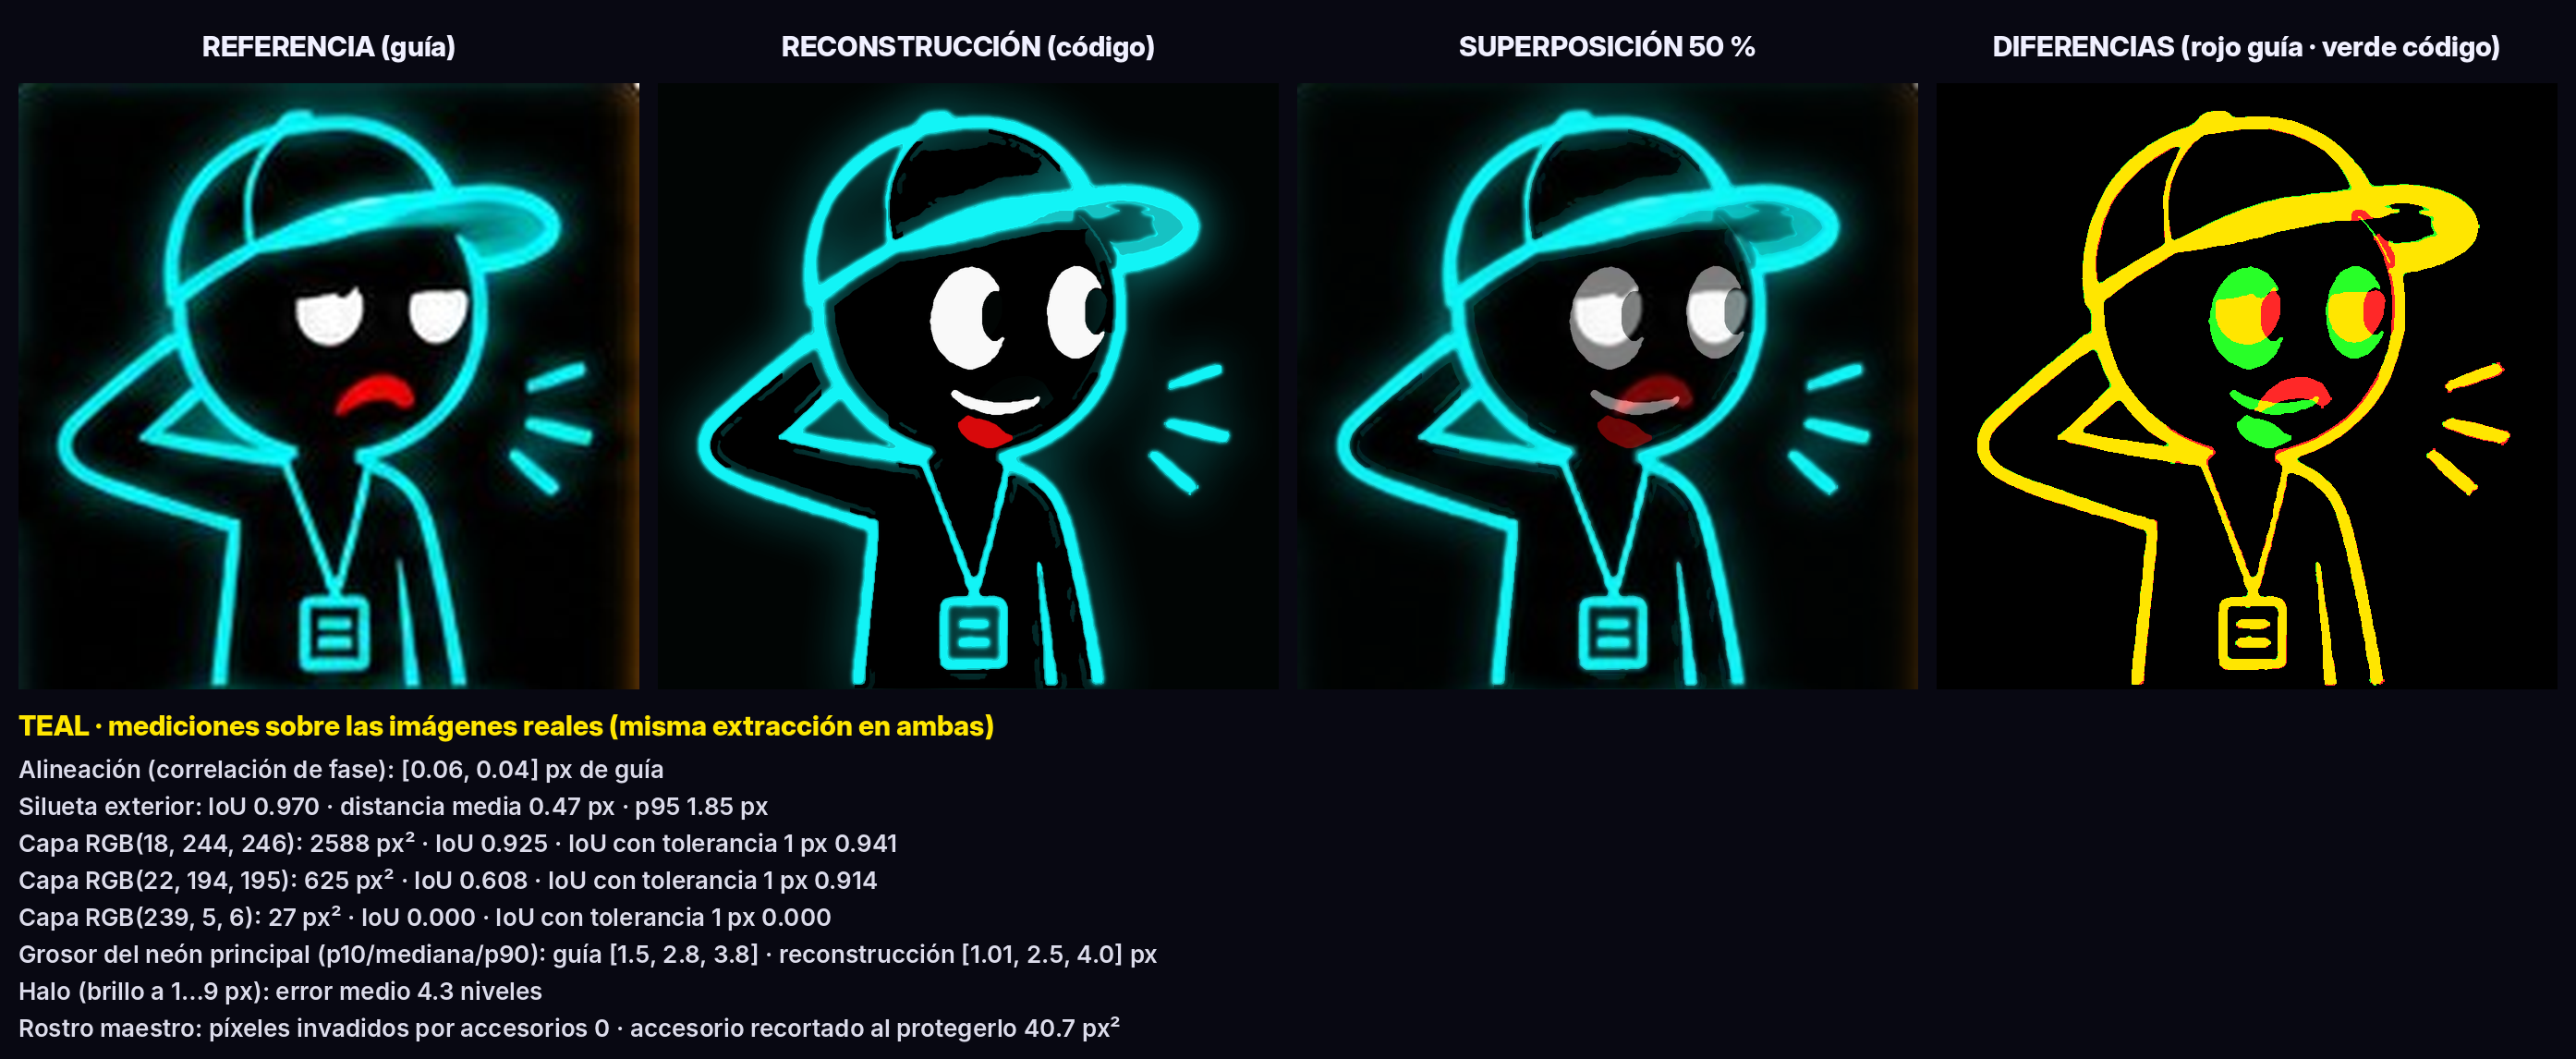 REFERENCIA (guía)
RECONSTRUCCIÓN (código)
SUPERPOSICIÓN 50 %
DIFERENCIAS (rojo guía · verde código)
TEAL · mediciones sobre las imágenes reales (misma extracción en ambas)
Alineación (correlación de fase): [0.06, 0.04] px de guía
Silueta exterior: IoU 0.970 · distancia media 0.47 px · p95 1.85 px
Capa RGB(18, 244, 246): 2588 px² · IoU 0.925 · IoU con tolerancia 1 px 0.941
Capa RGB(22, 194, 195): 625 px² · IoU 0.608 · IoU con tolerancia 1 px 0.914
Capa RGB(239, 5, 6): 27 px² · IoU 0.000 · IoU con tolerancia 1 px 0.000
Grosor del neón principal (p10/mediana/p90): guía [1.5, 2.8, 3.8] · reconstrucción [1.01, 2.5, 4.0] px
Halo (brillo a 1…9 px): error medio 4.3 niveles
Rostro maestro: píxeles invadidos por accesorios 0 · accesorio recortado al protegerlo 40.7 px²